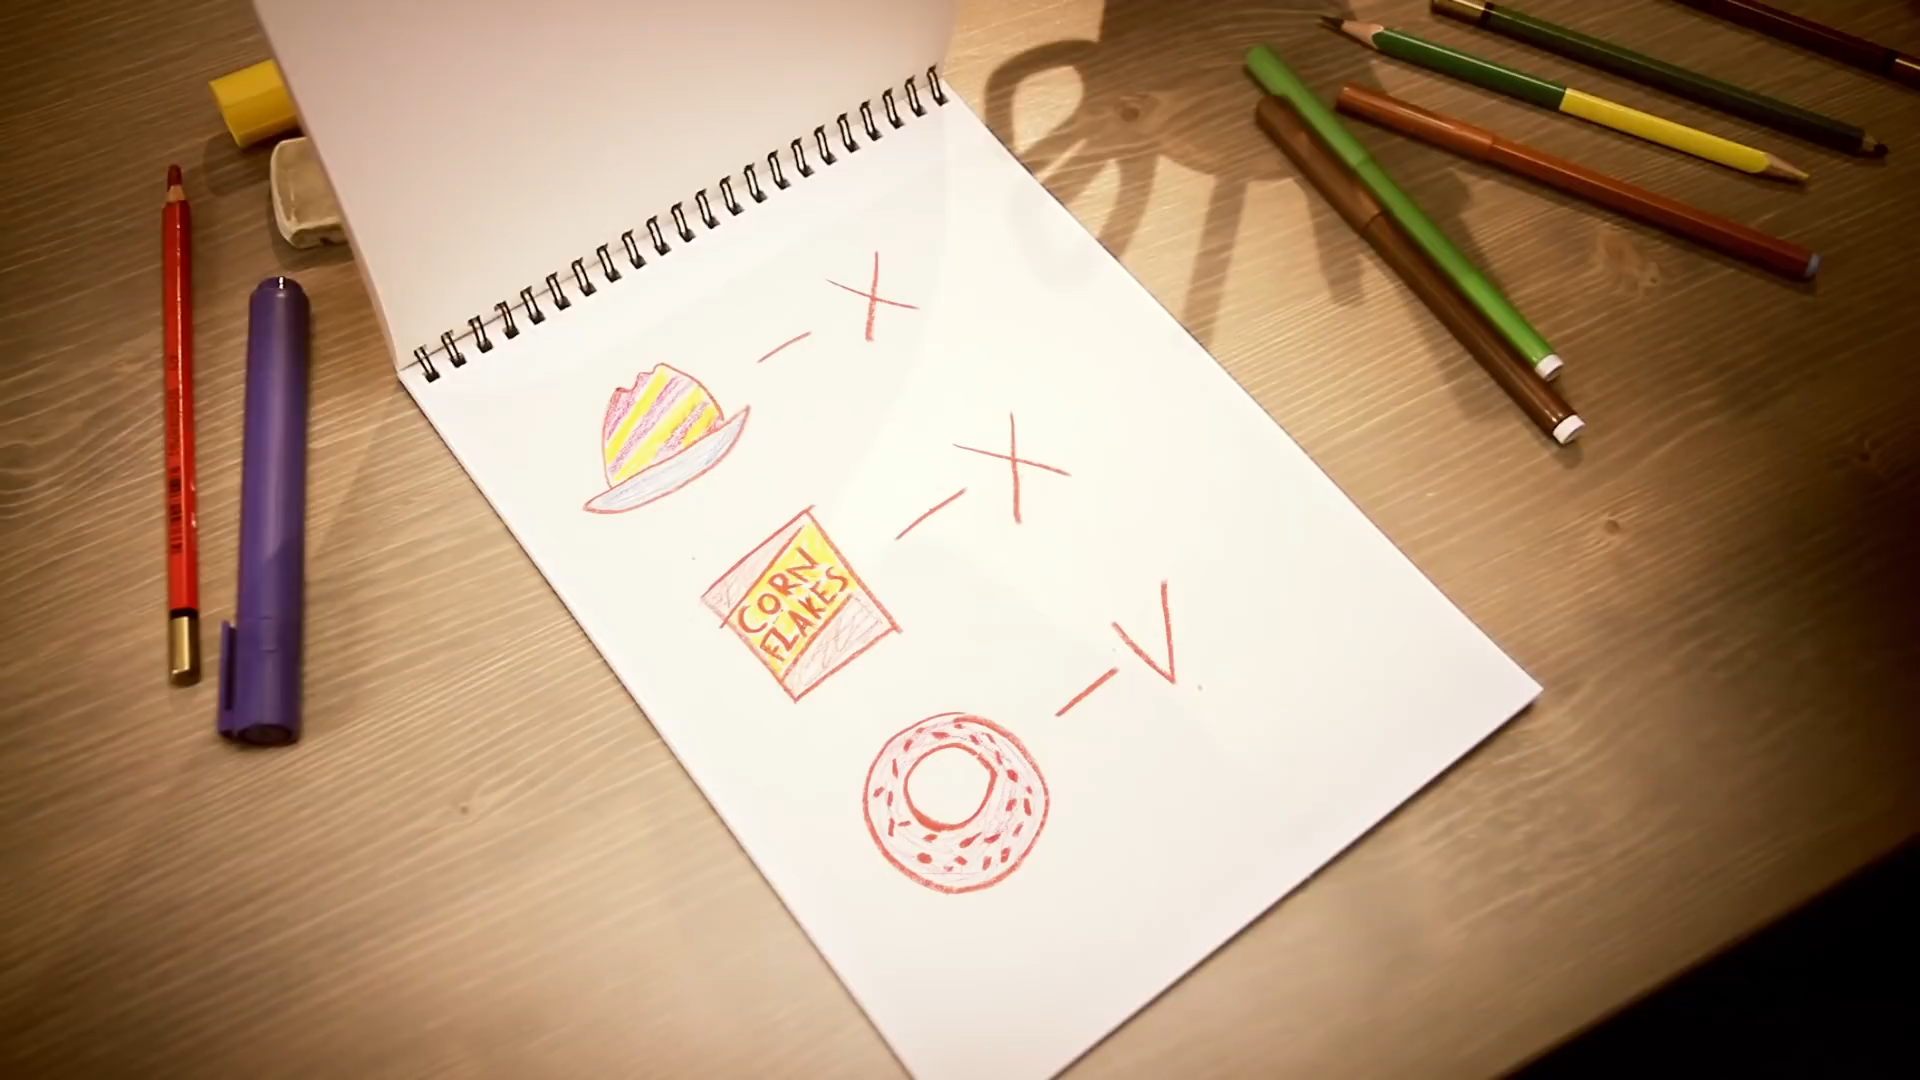 - X
CORN
FLAKES
- X
- V